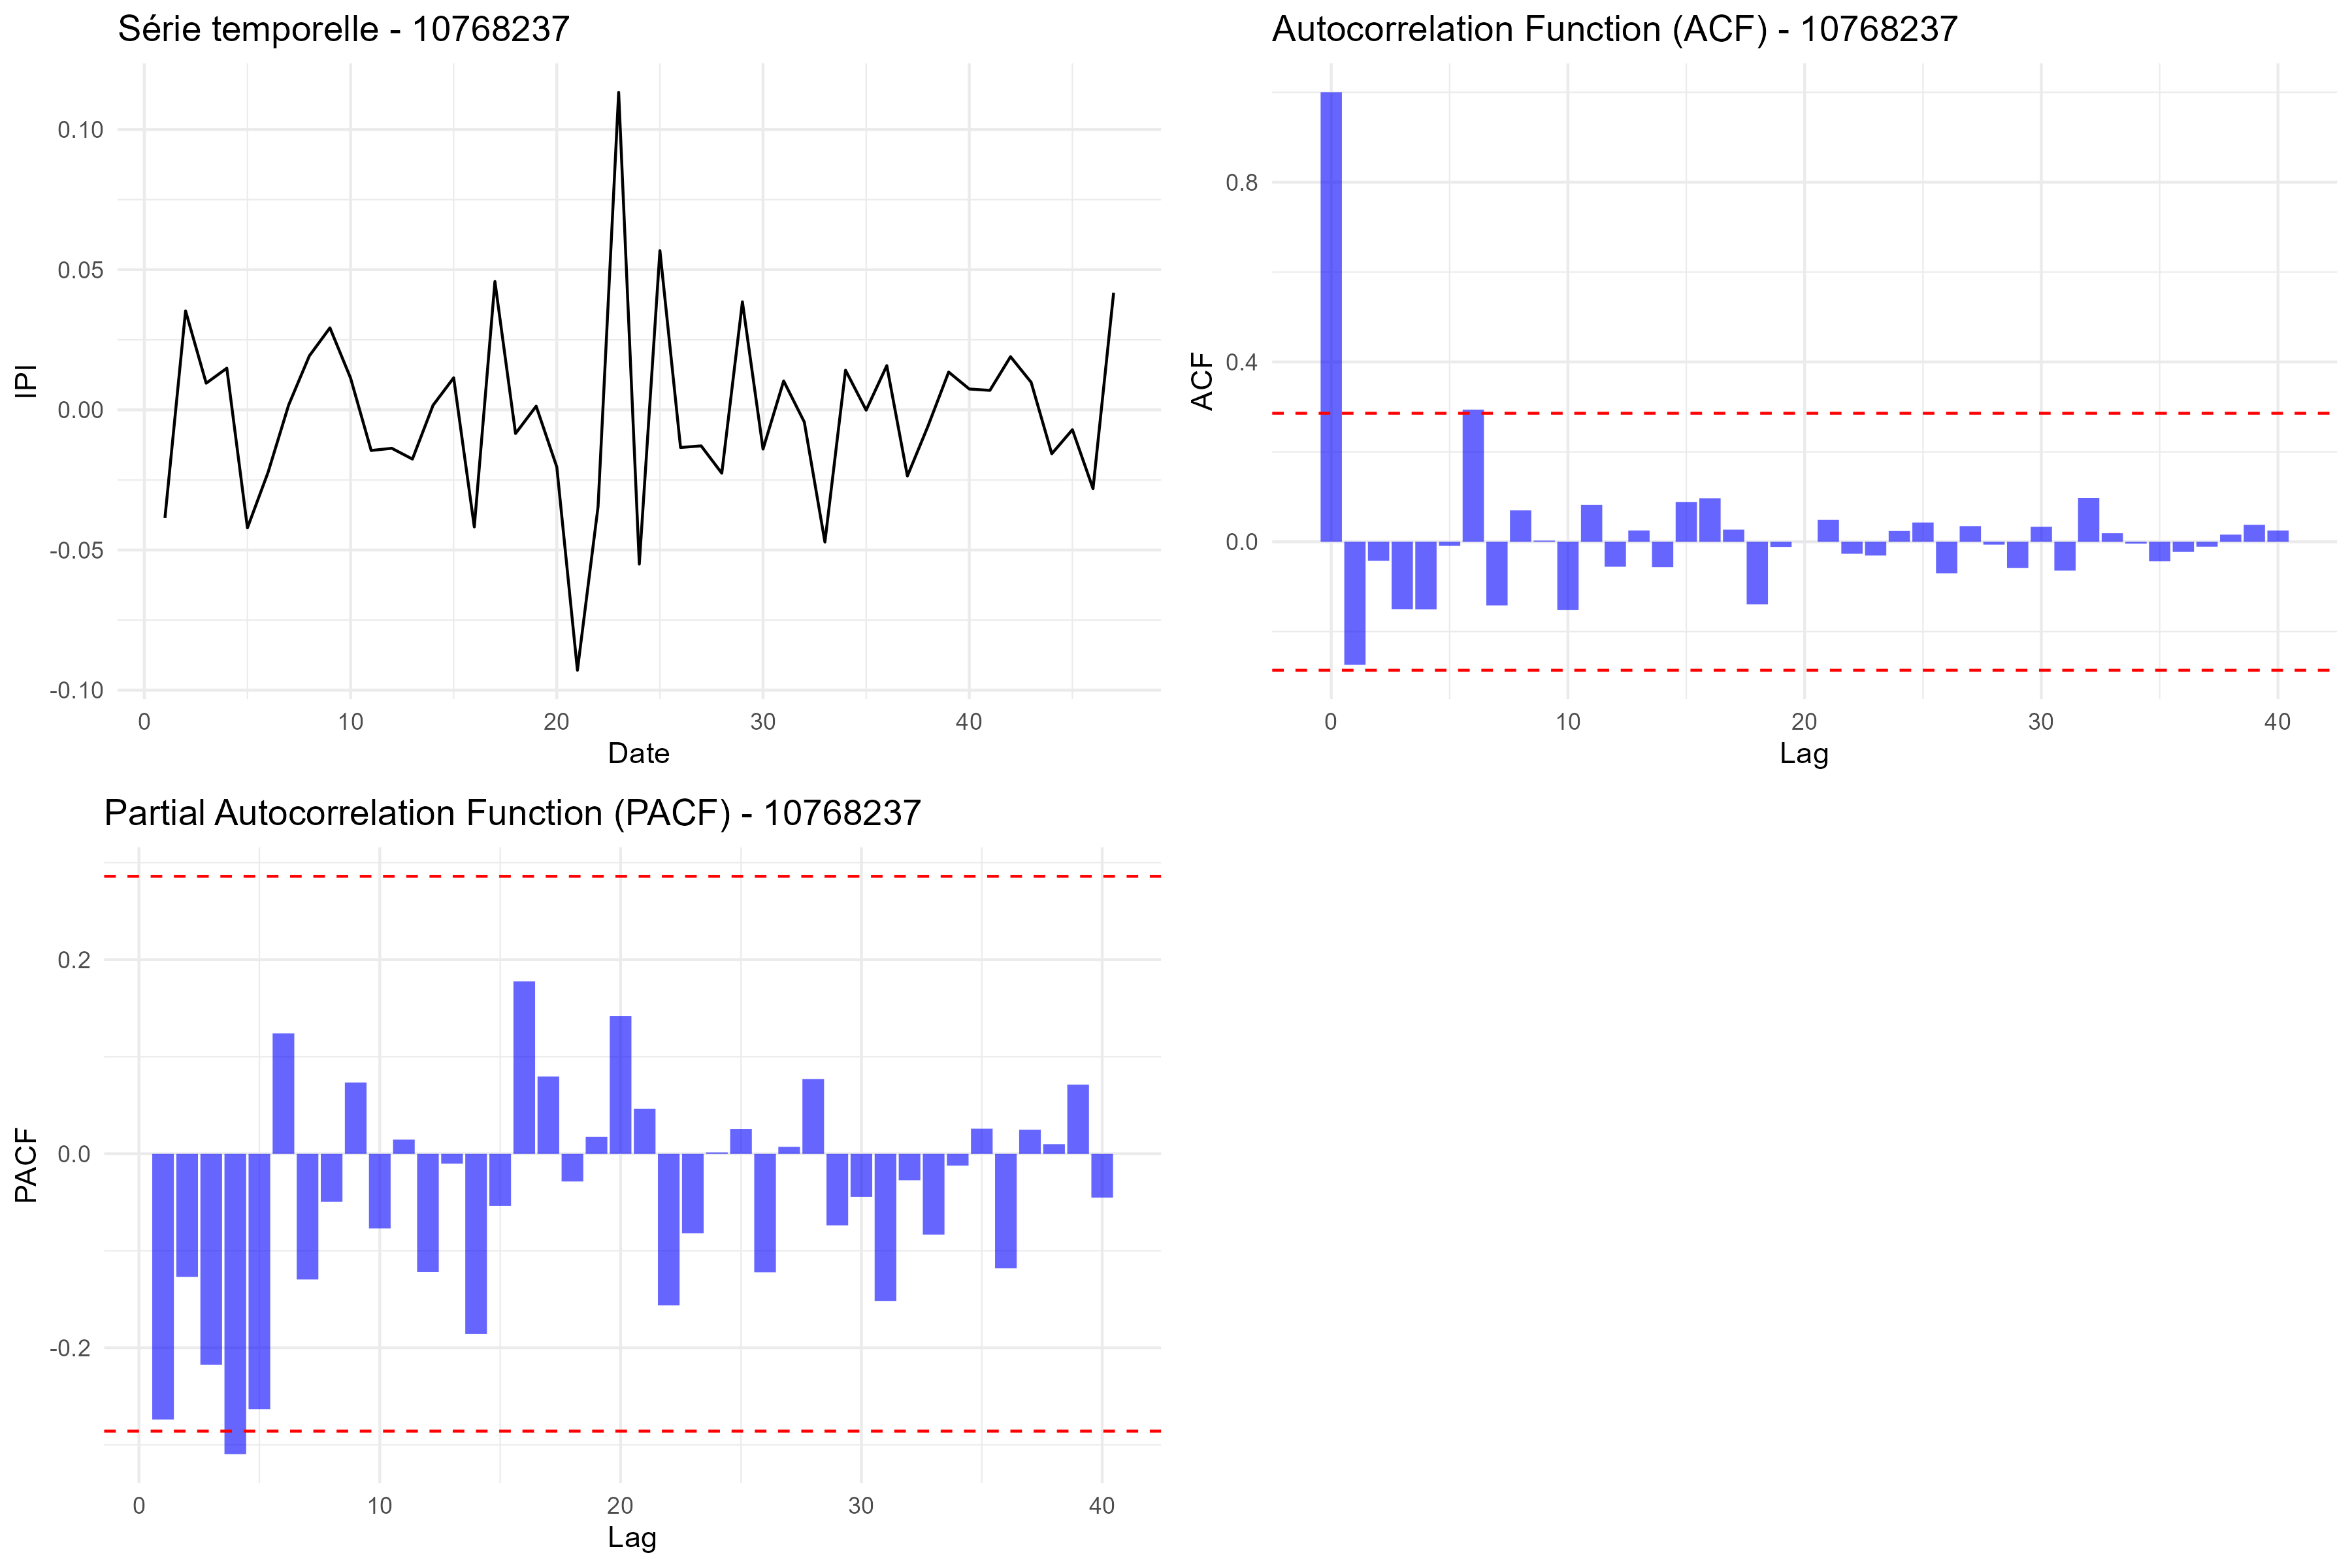 Série temporelle - 10768237
0.10
0.05
0.00
-0.05
-0.10
IPI
0 10 20 30 40
Date
Autocorrelation Function (ACF) - 10768237
0.8
0.4
0.0
ACF
0 10 20 30 40
Lag
Partial Autocorrelation Function (PACF) - 10768237
0.2
0.0
-0.2
PACF
0 10 20 30 40
Lag